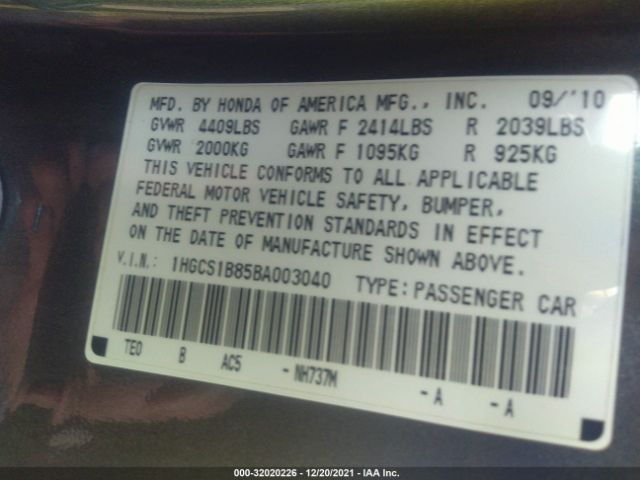 MFD. BY HONDA OF AMERICA MFG., INC. 09/'10
GVWR 4409LBS GAWR F 2414LBS R 2039LBS
GVWR 2000KG GAWR F 1095KG R 925KG
THIS VEHICLE CONFORMS TO ALL APPLICABLE
FEDERAL MOTOR VEHICLE SAFETY, BUMPER,
AND THEFT PREVENTION STANDARDS IN EFFECT
ON THE DATE OF MANUFACTURE SHOWN ABOVE.
V.I.N.: 1HGCS1B85BA003040 TYPE:PASSENGER CAR
TE0 B AC5 - NH737M - A - A
000-32020226 - 12/20/2021 - IAA Inc.